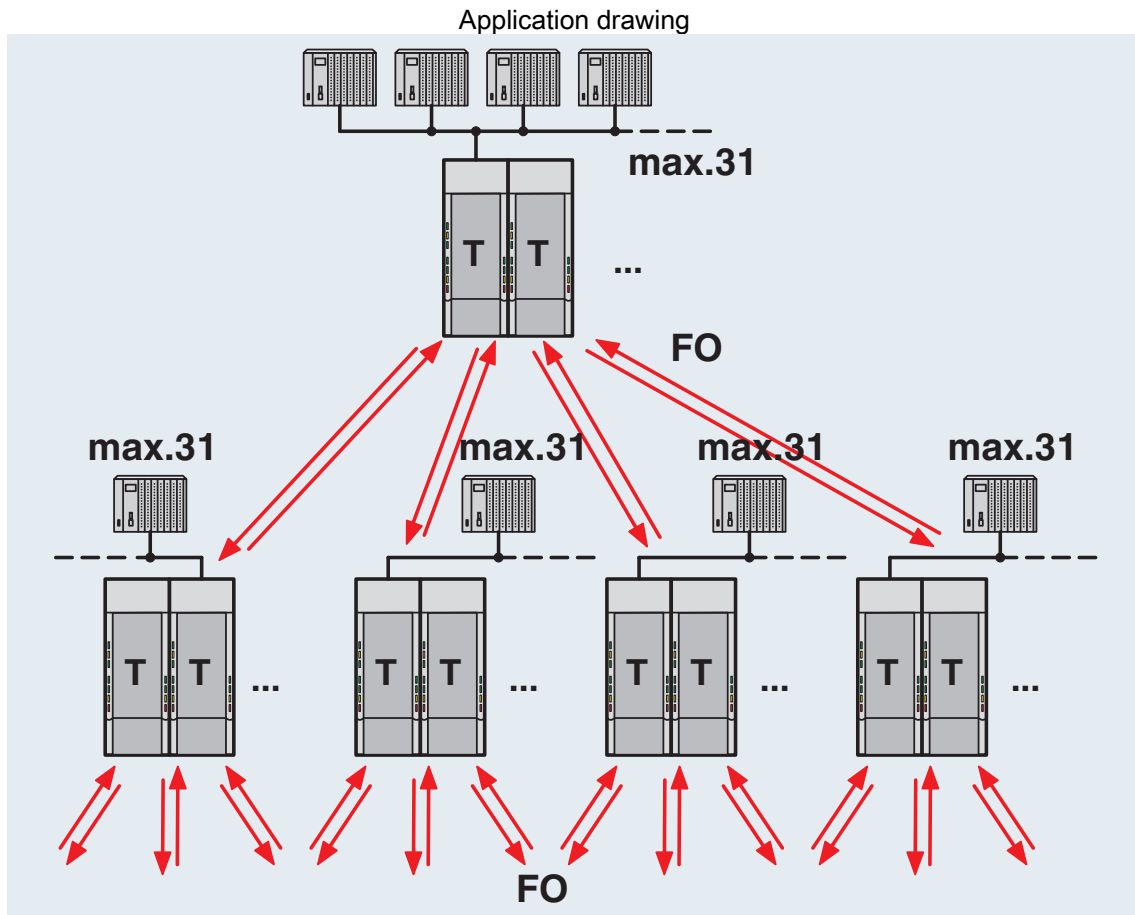 Application drawing
max.31
T T ...
FO
max.31 max.31 max.31 max.31
T T ... T T ... T T ... T T ...
FO